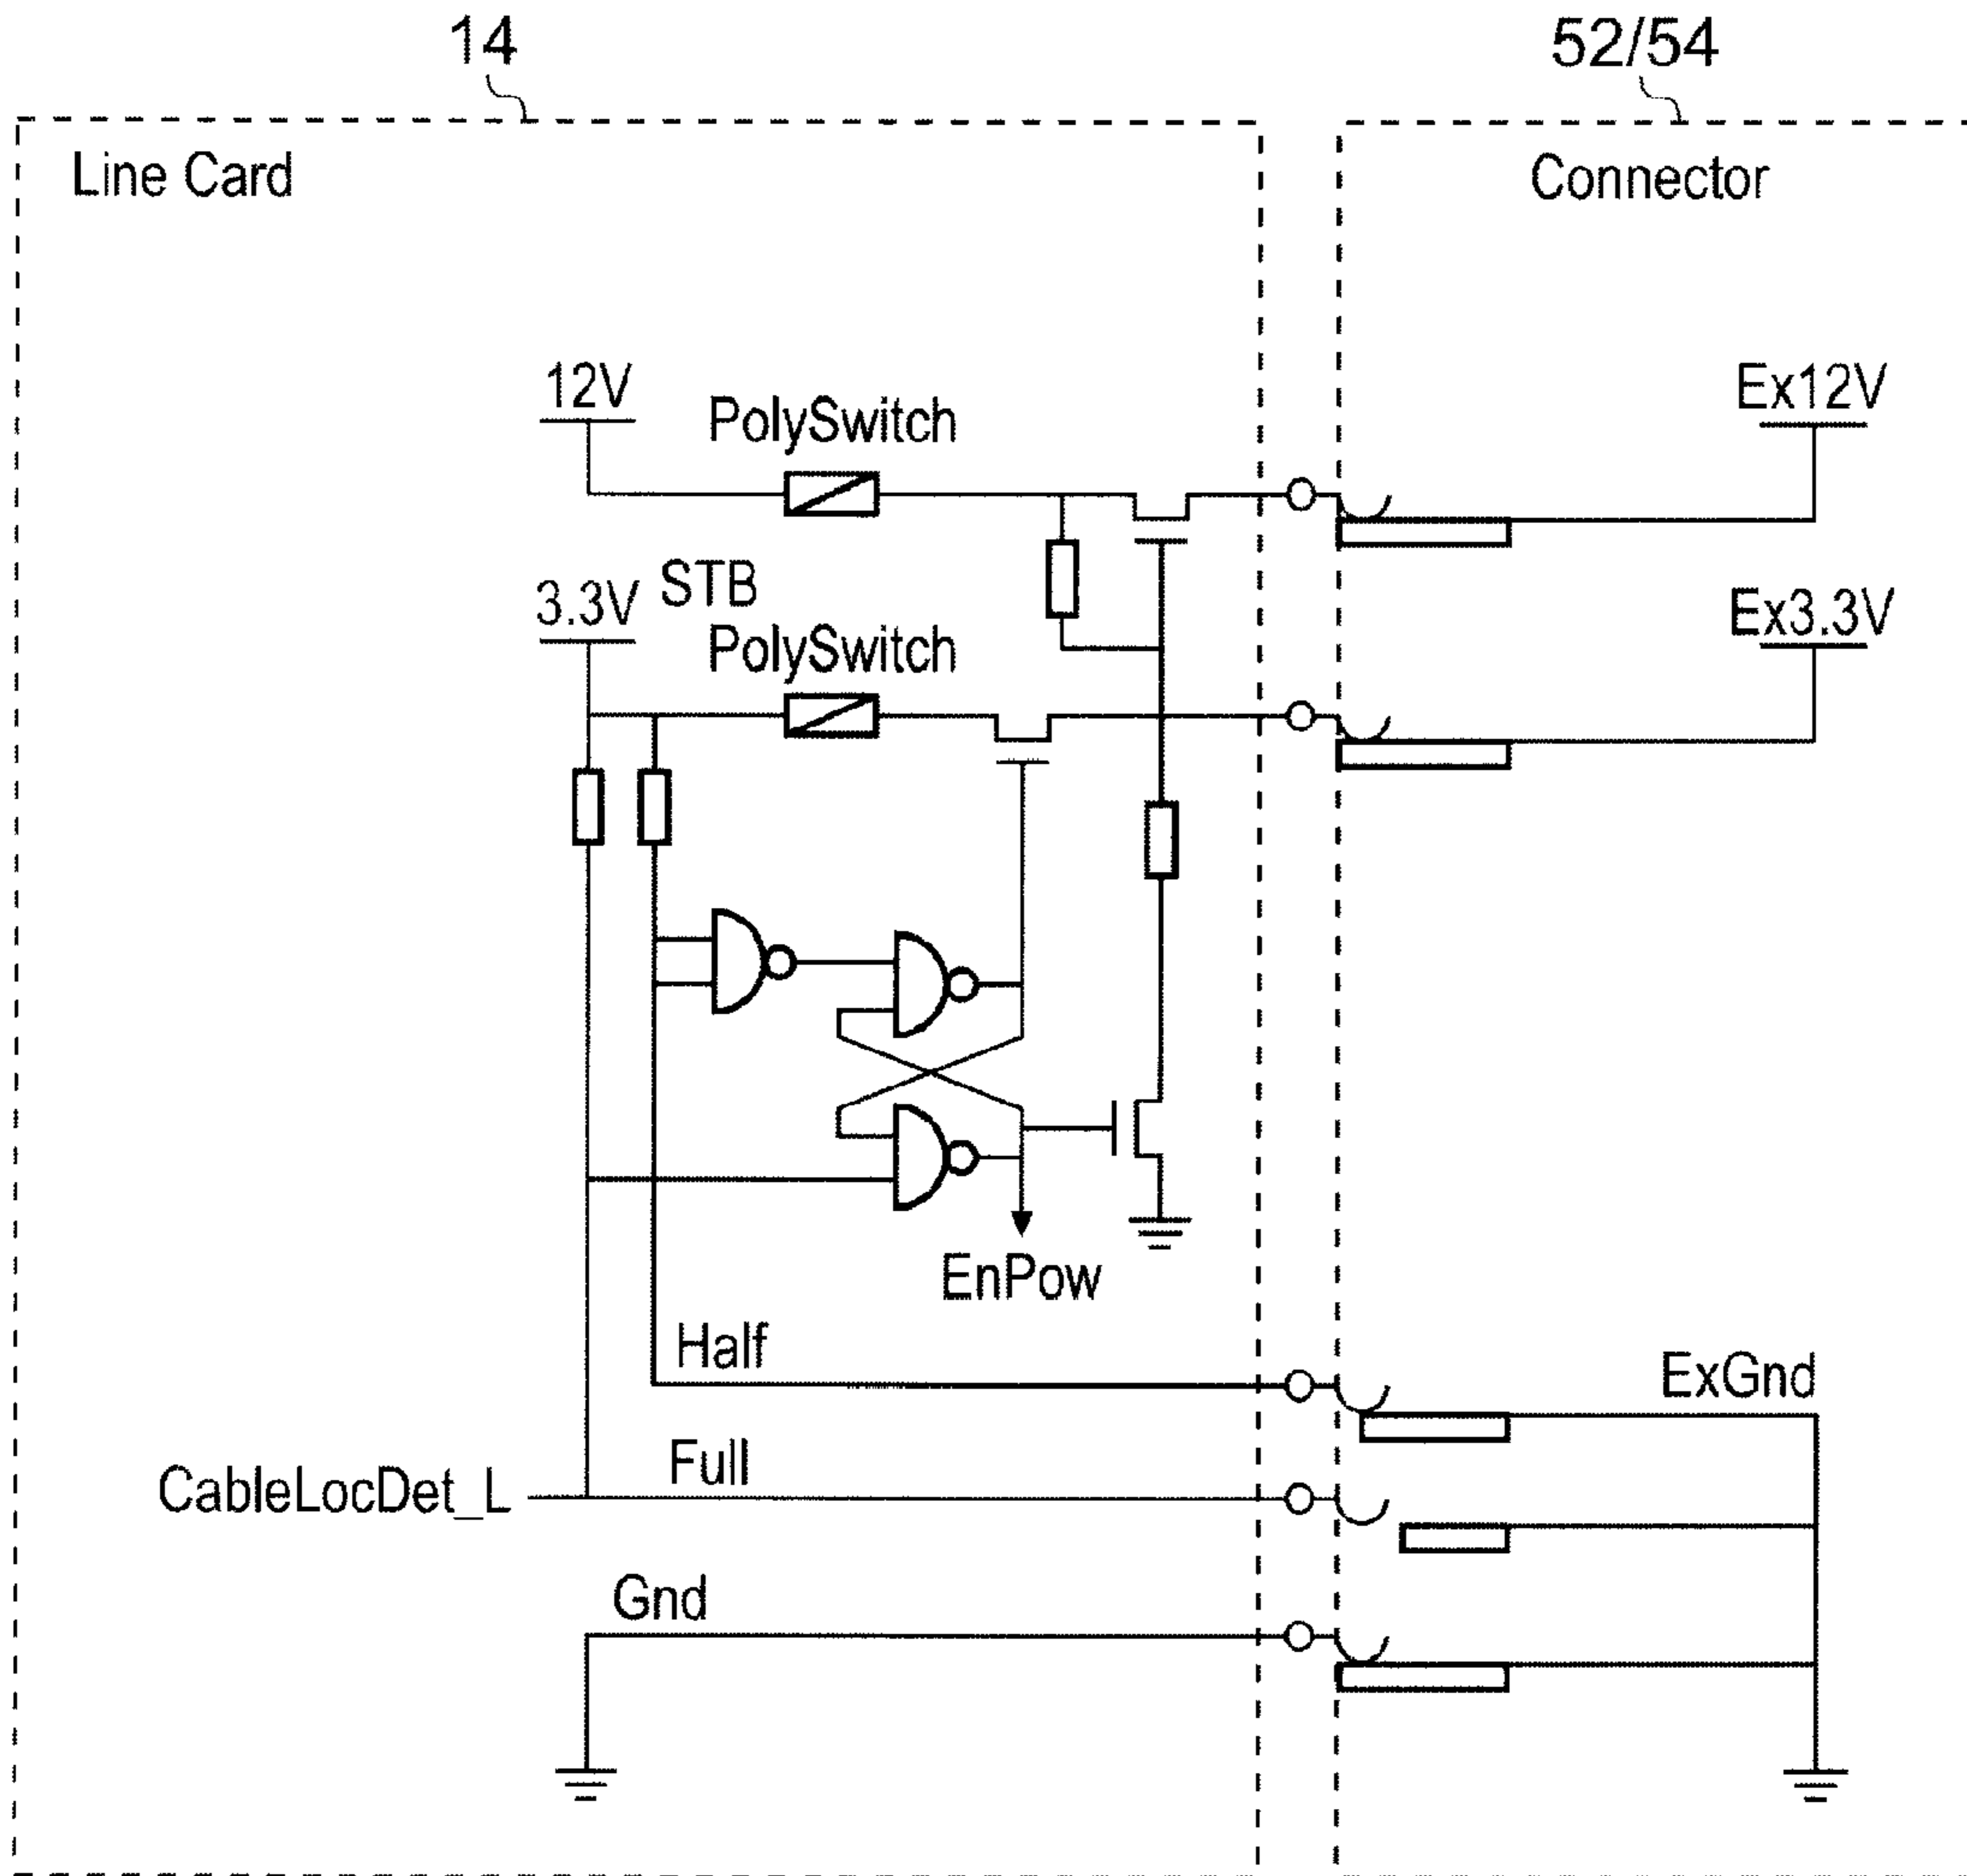 14
52/54
Line Card
Connector
12V
PolySwitch
Ex12V
3.3V
STB
PolySwitch
Ex3.3V
EnPow
Half
ExGnd
Full
CableLocDet_L
Gnd